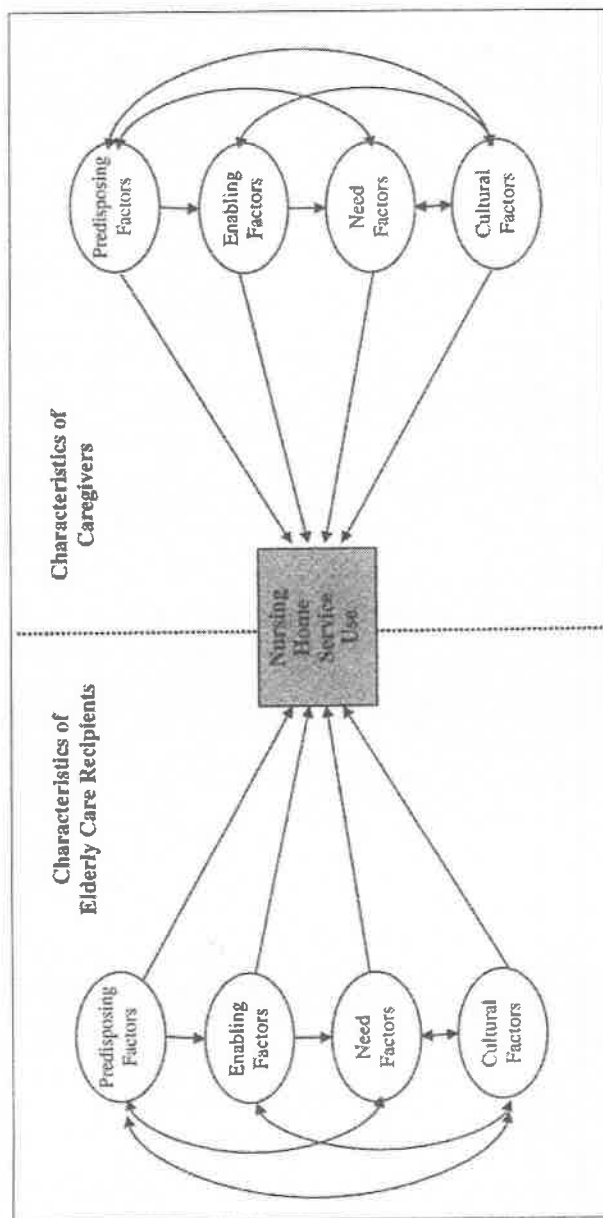 Characteristics of
Elderly Care Recipients
Predisposing
Factors
Enabling
Factors
Need
Factors
Cultural
Factors
Nursing
Home
Service
Use
Characteristics of
Caregivers
Predisposing
Factors
Enabling
Factors
Need
Factors
Cultural
Factors